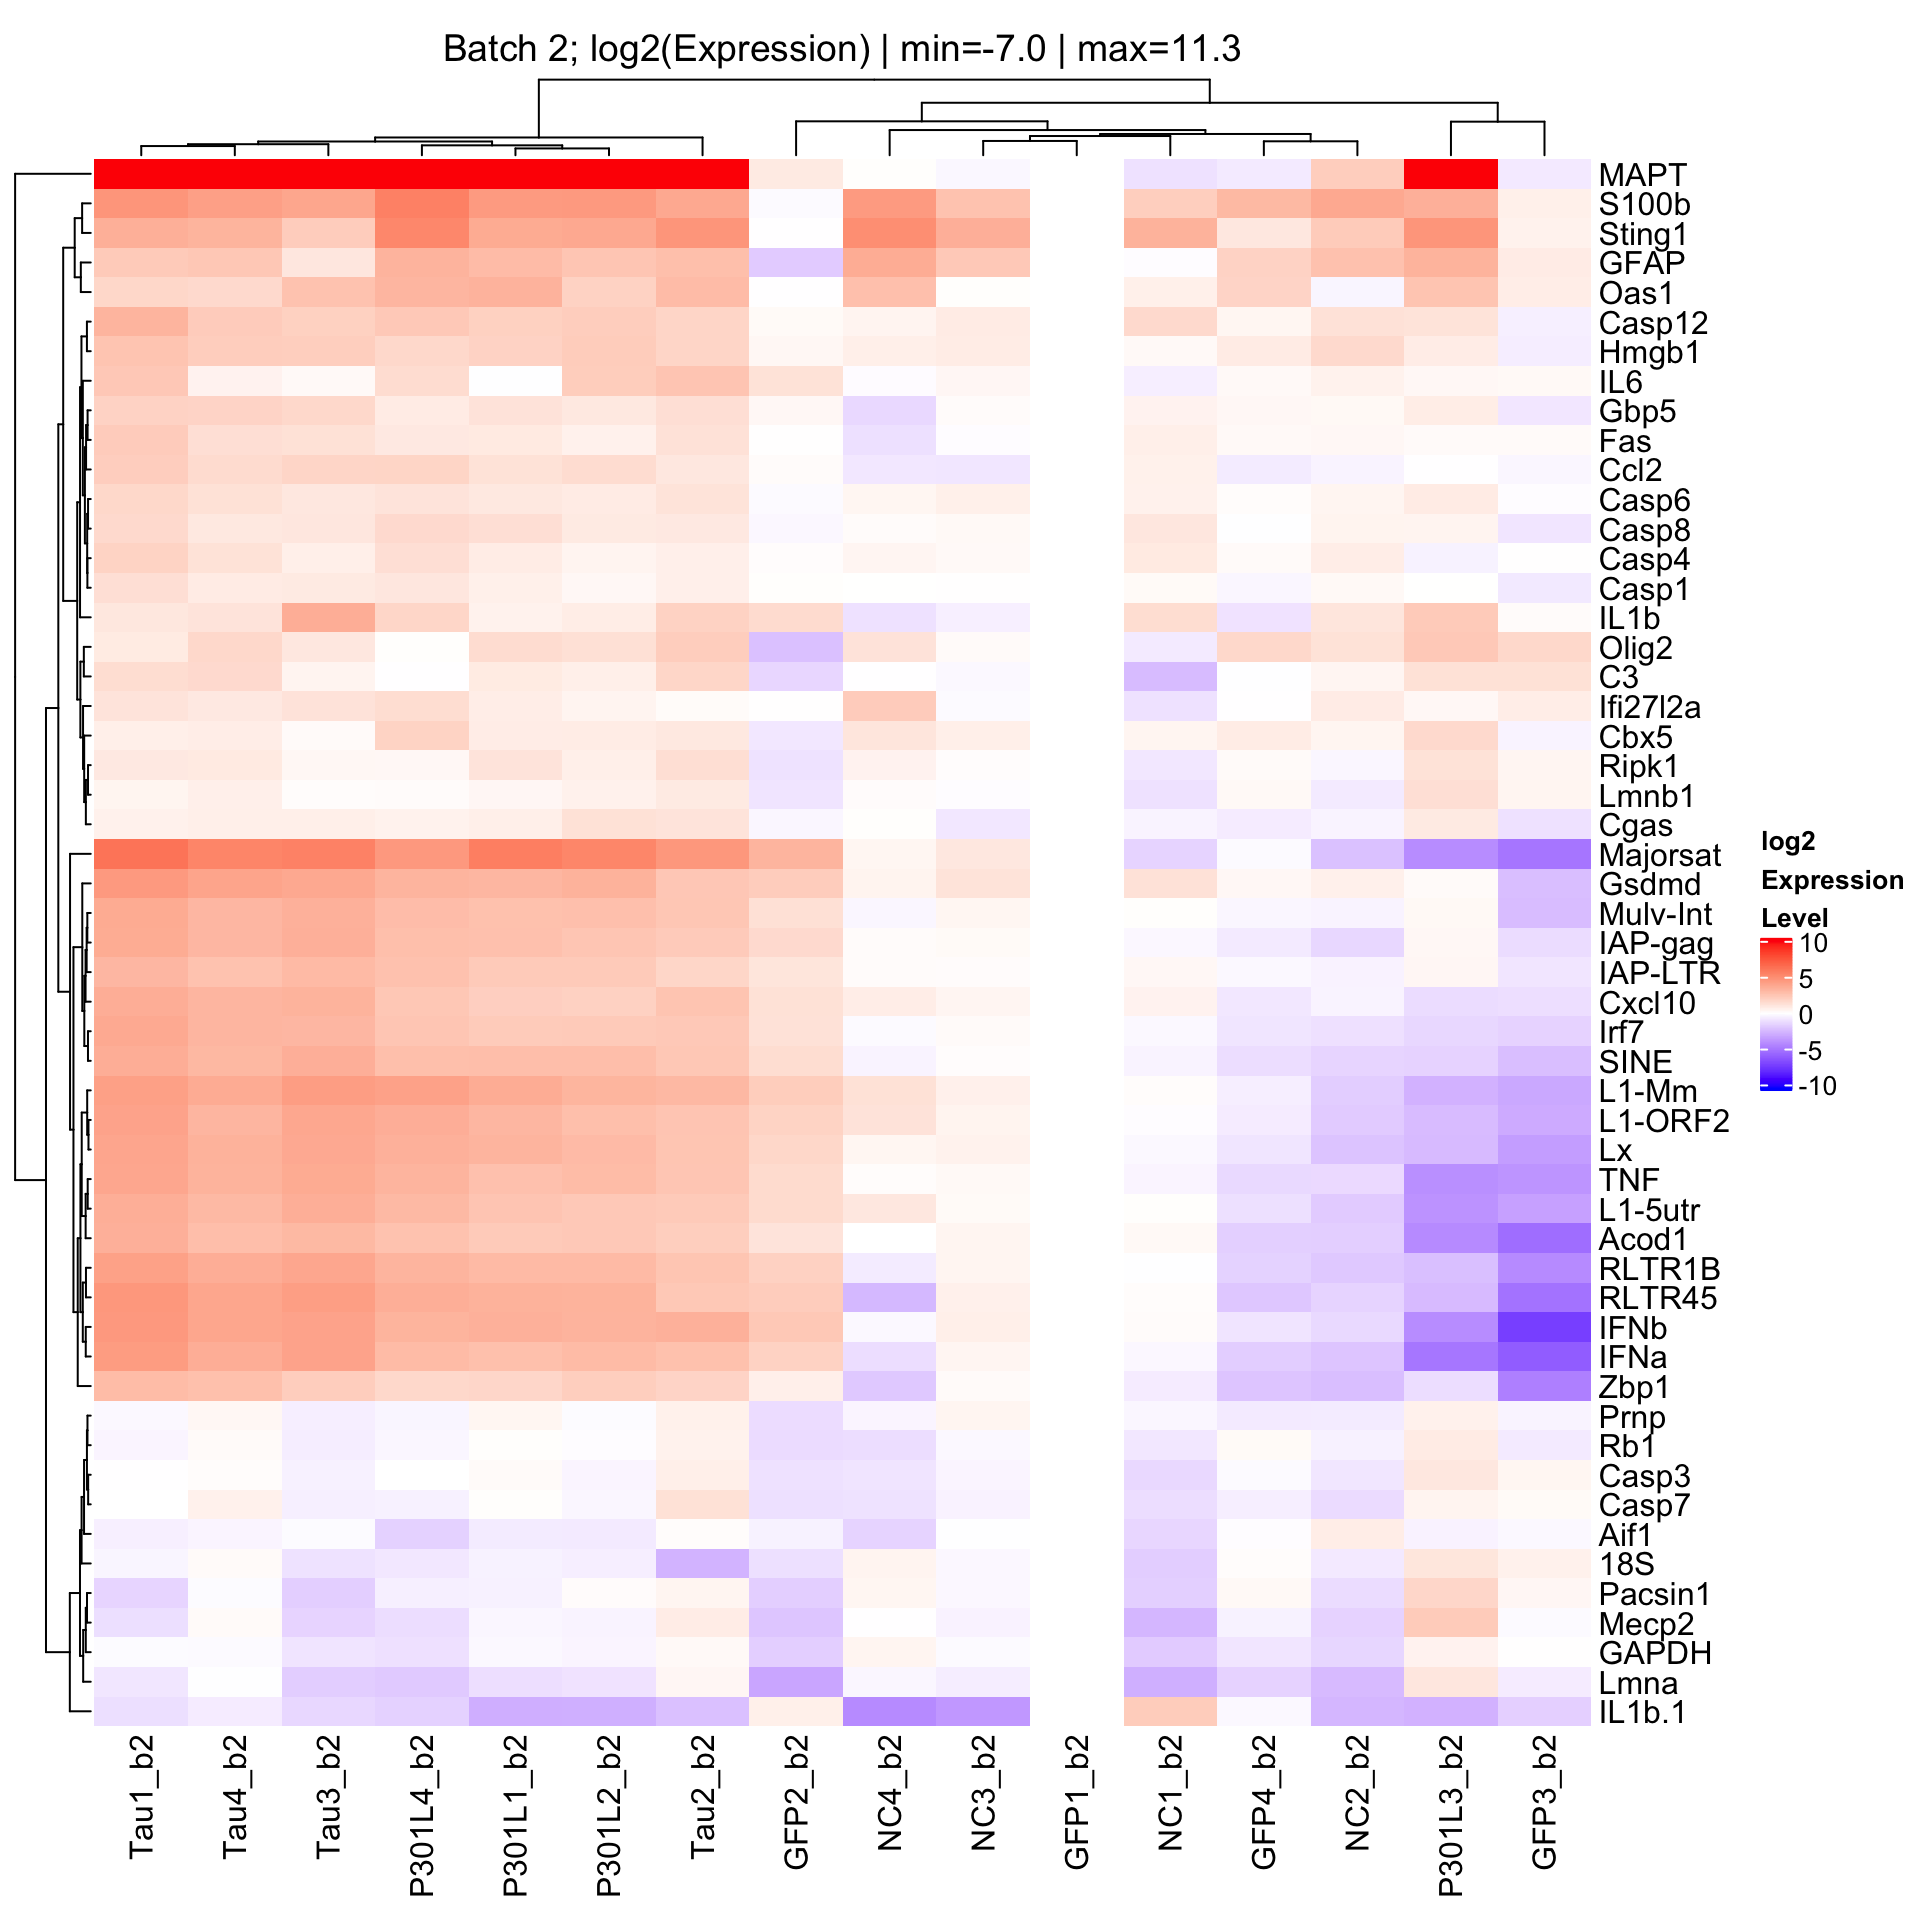 Batch 2; log2(Expression) | min=-7.0 | max=11.3
MAPT
S100b
Sting1
GFAP
Oas1
Casp12
Hmgb1
IL6
Gbp5
Fas
Ccl2
Casp6
Casp8
Casp4
Casp1
IL1b
Olig2
C3
Ifi27l2a
Cbx5
Ripk1
Lmnb1
Cgas
Majorsat
Gsdmd
Mulv-Int
IAP-gag
IAP-LTR
Cxcl10
Irf7
SINE
L1-Mm
L1-ORF2
Lx
TNF
L1-5utr
Acod1
RLTR1B
RLTR45
IFNb
IFNa
Zbp1
Prnp
Rb1
Casp3
Casp7
Aif1
18S
Pacsin1
Mecp2
GAPDH
Lmna
IL1b.1
log2
Expression
Level
10
5
0
-5
-10
Tau1_b2
Tau4_b2
Tau3_b2
P301L4_b2
P301L1_b2
P301L2_b2
Tau2_b2
GFP2_b2
NC4_b2
NC3_b2
GFP1_b2
NC1_b2
GFP4_b2
NC2_b2
P301L3_b2
GFP3_b2